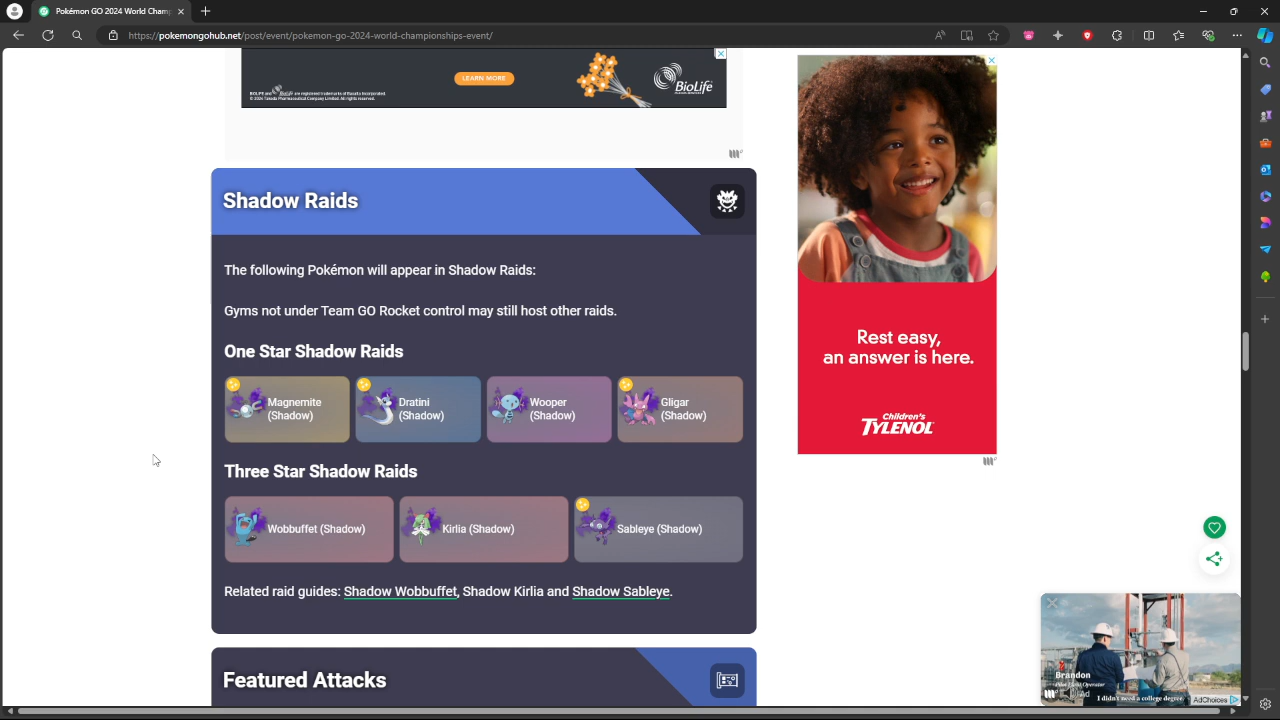 Pokémon GO 2024 World Cham
https://pokemongohub.net/post/event/pokemon-go-2024-world-championships-event/
LEARN MORE
BioLife
Shadow Raids
The following Pokémon will appear in Shadow Raids:
Gyms not under Team GO Rocket control may still host other raids.
One Star Shadow Raids
Magnemite
(Shadow)
Dratini
(Shadow)
Wooper
(Shadow)
Gligar
(Shadow)
Three Star Shadow Raids
Wobbuffet (Shadow)
Kirlia (Shadow)
Sableye (Shadow)
Related raid guides: Shadow Wobbuffet, Shadow Kirlia and Shadow Sableye.
Featured Attacks
Rest easy,
an answer is here.
Children's
TYLENOL
Brandon
Ad
I didn't need a college degree.
AdChoices